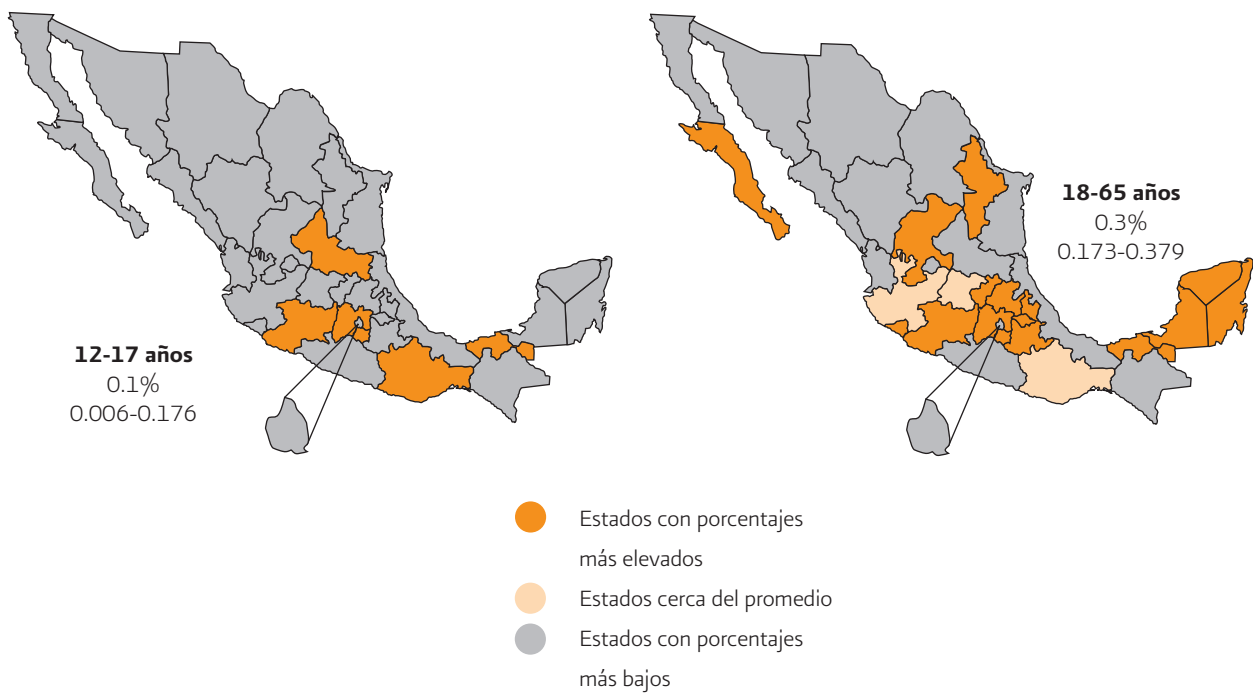 18-65 años
0.3%
0.173-0.379
12-17 años
0.1%
0.006-0.176
Estados con porcentajes
más elevados
Estados cerca del promedio
Estados con porcentajes
más bajos